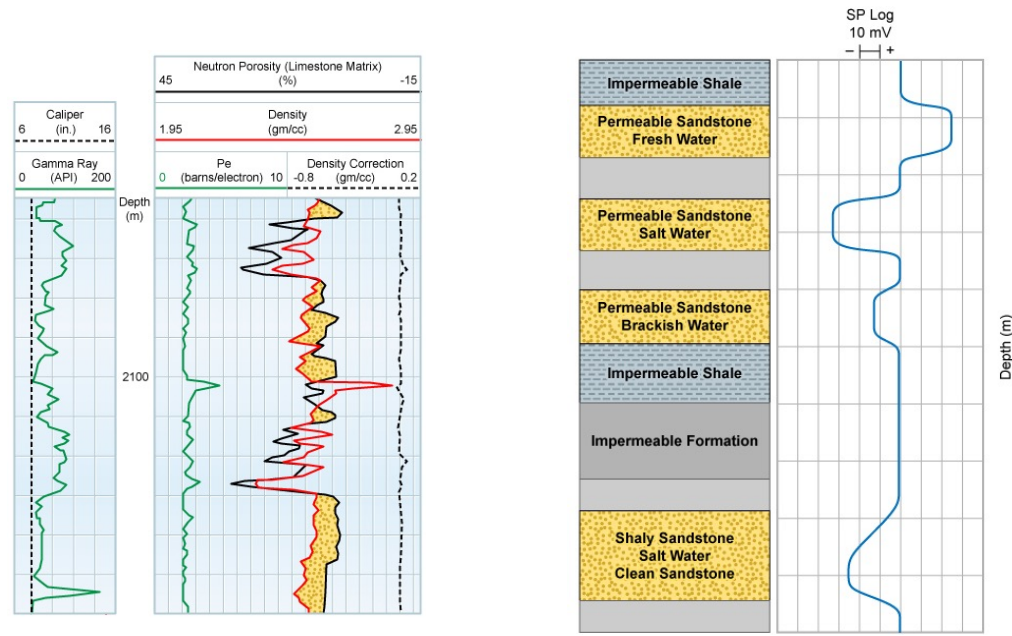 Neutron Porosity (Limestone Matrix)
45 (%) -15
Caliper
6 (in.) 16
Density
1.95 (gm/cc) 2.95
Gamma Ray
0 (API) 200
Pe
0 (barns/electron) 10
Density Correction
-0.8 (gm/cc) 0.2
Depth
(m)
2100
SP Log
10 mV
– +
Impermeable Shale
Permeable Sandstone
Fresh Water
Permeable Sandstone
Salt Water
Permeable Sandstone
Brackish Water
Impermeable Shale
Impermeable Formation
Shaly Sandstone
Salt Water
Clean Sandstone
Depth (m)